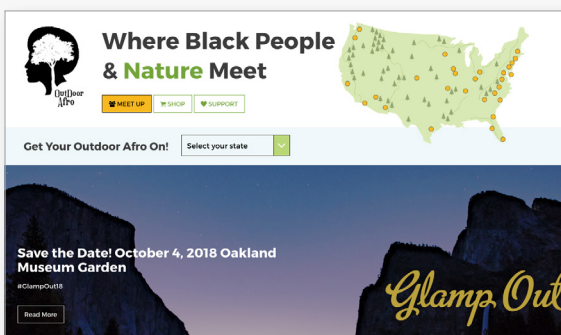 OutDoor
Afro
Where Black People
& Nature Meet
MEET UP
SHOP
SUPPORT
Get Your Outdoor Afro On!
Select your state
Save the Date! October 4, 2018 Oakland
Museum Garden
#GlampOut18
Read More
Glamp Out